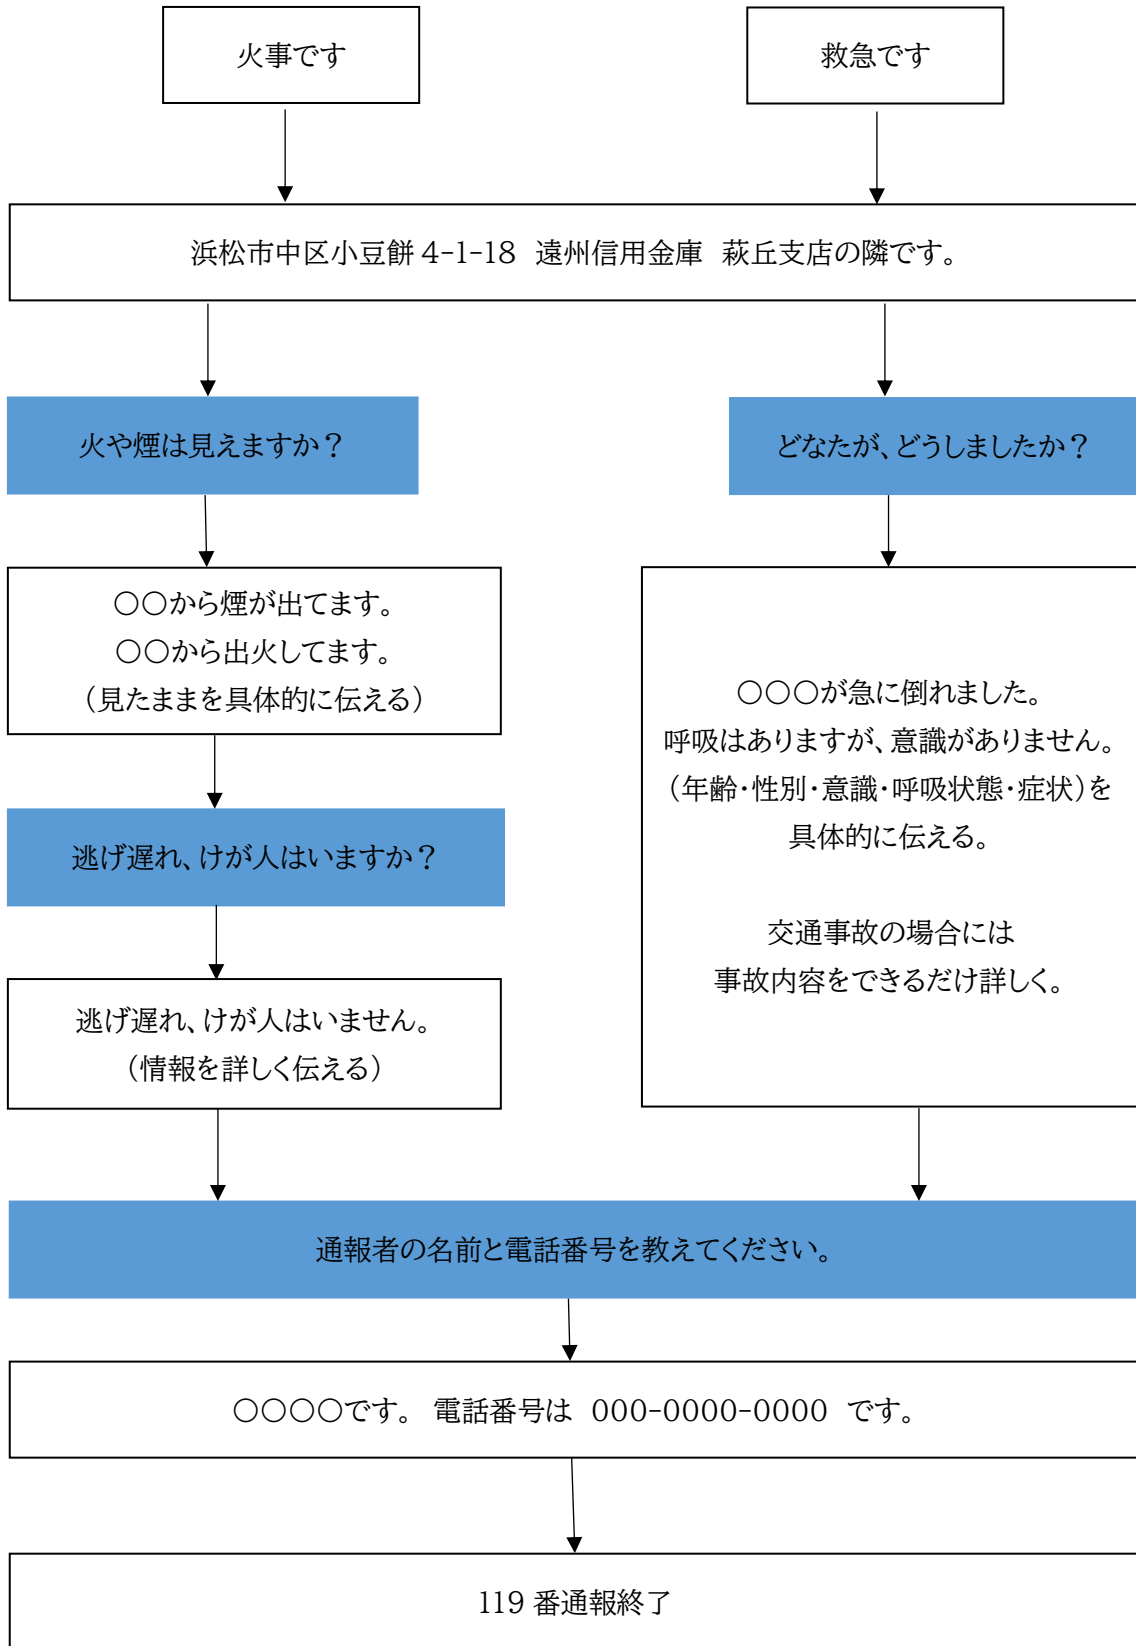 火事です
救急です
浜松市中区小豆餅 4-1-18 遠州信用金庫 萩丘支店の隣です。
火や煙は見えますか？
どなたが、どうしましたか？
〇〇から煙が出てます。
〇〇から出火してます。
（見たままを具体的に伝える）
逃げ遅れ、けが人はいますか？
逃げ遅れ、けが人はいません。
（情報を詳しく伝える）
〇〇〇が急に倒れました。
呼吸はありますが、意識がありません。
（年齢・性別・意識・呼吸状態・症状）を
具体的に伝える。
交通事故の場合には
事故内容をできるだけ詳しく。
通報者の名前と電話番号を教えてください。
〇〇〇〇です。 電話番号は 000-0000-0000 です。
119 番通報終了